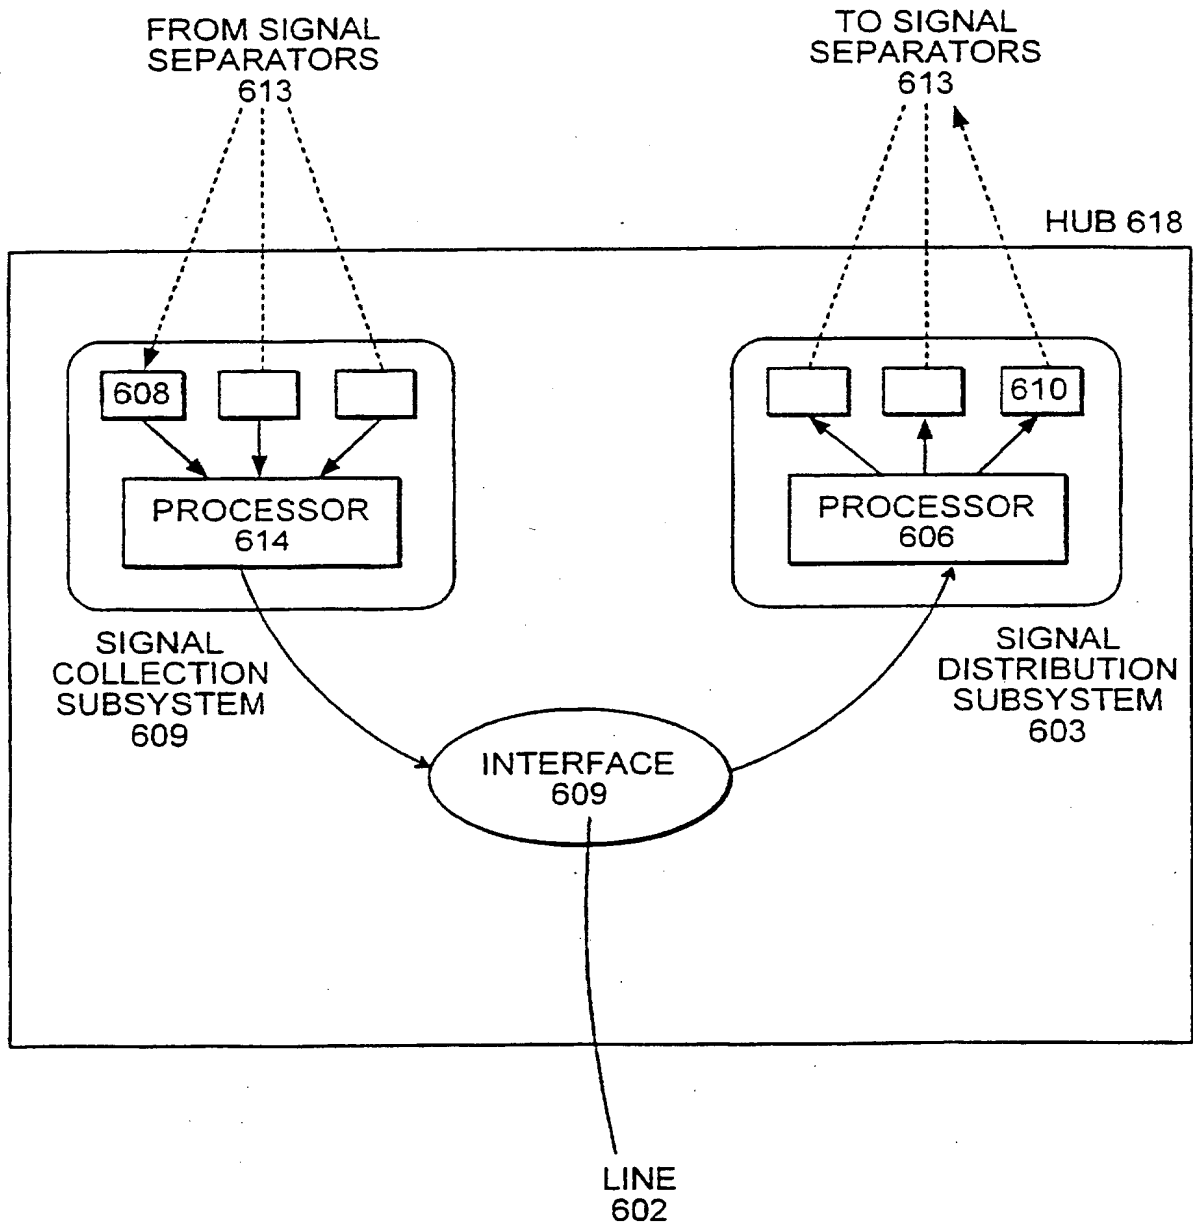 FROM SIGNAL
SEPARATORS
613
TO SIGNAL
SEPARATORS
613
HUB 618
608
610
PROCESSOR
614
PROCESSOR
606
SIGNAL
COLLECTION
SUBSYSTEM
609
SIGNAL
DISTRIBUTION
SUBSYSTEM
603
INTERFACE
609
LINE
602